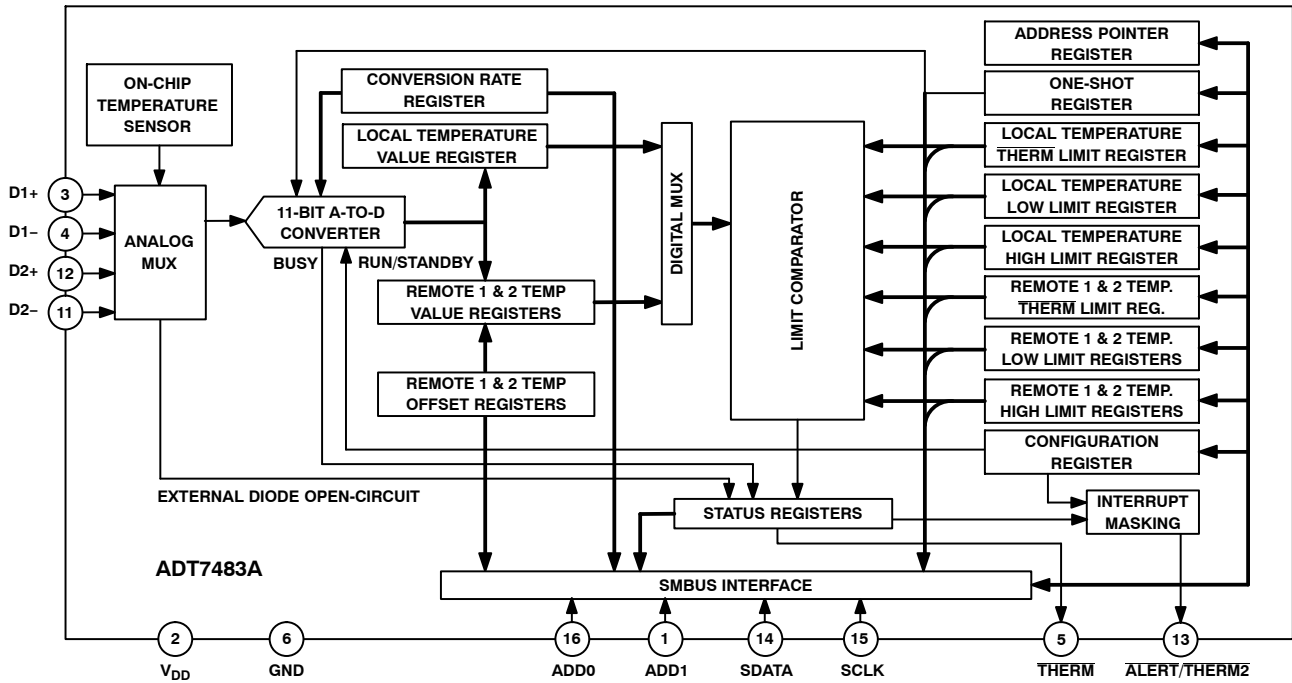 ADDRESS POINTER
REGISTER
ON-CHIP
TEMPERATURE
SENSOR
CONVERSION RATE
REGISTER
ONE-SHOT
REGISTER
LOCAL TEMPERATURE
VALUE REGISTER
LOCAL TEMPERATURE
THERM LIMIT REGISTER
D1+
3
D1–
4
D2+
12
D2–
11
ANALOG
MUX
11-BIT A-TO-D
CONVERTER
BUSY
RUN/STANDBY
DIGITAL MUX
LIMIT COMPARATOR
LOCAL TEMPERATURE
LOW LIMIT REGISTER
LOCAL TEMPERATURE
HIGH LIMIT REGISTER
REMOTE 1 & 2 TEMP
VALUE REGISTERS
REMOTE 1 & 2 TEMP.
THERM LIMIT REG.
REMOTE 1 & 2 TEMP.
LOW LIMIT REGISTERS
REMOTE 1 & 2 TEMP
OFFSET REGISTERS
REMOTE 1 & 2 TEMP.
HIGH LIMIT REGISTERS
CONFIGURATION
REGISTER
EXTERNAL DIODE OPEN-CIRCUIT
STATUS REGISTERS
INTERRUPT
MASKING
ADT7483A
SMBUS INTERFACE
2
6
16
1
14
15
5
13
VDD
GND
ADD0
ADD1
SDATA
SCLK
THERM
ALERT/THERM2